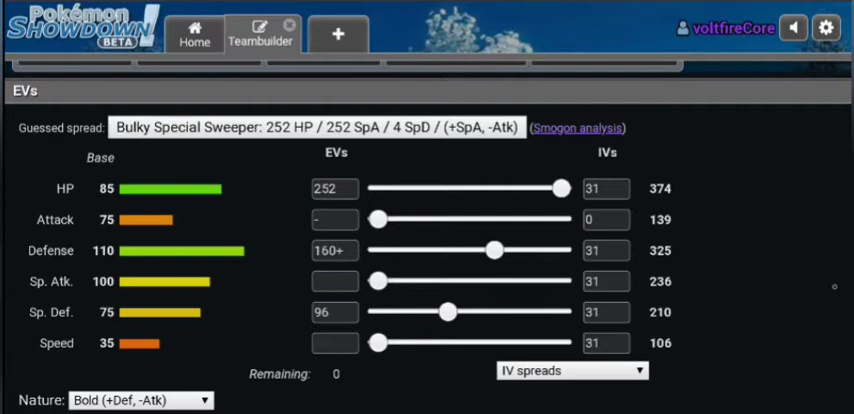 Pokémon
SHOWDOWN!
BETA
Home
Teambuilder
+
voltfireCore
EVs
Guessed spread: Bulky Special Sweeper: 252 HP / 252 SpA / 4 SpD / (+SpA, -Atk) (Smogon analysis)
Base EVs IVs
HP 85 252 31 374
Attack 75 - 0 139
Defense 110 160+ 31 325
Sp. Atk. 100 31 236
Sp. Def. 75 96 31 210
Speed 35 31 106
Remaining: 0 IV spreads
Nature: Bold (+Def, -Atk)